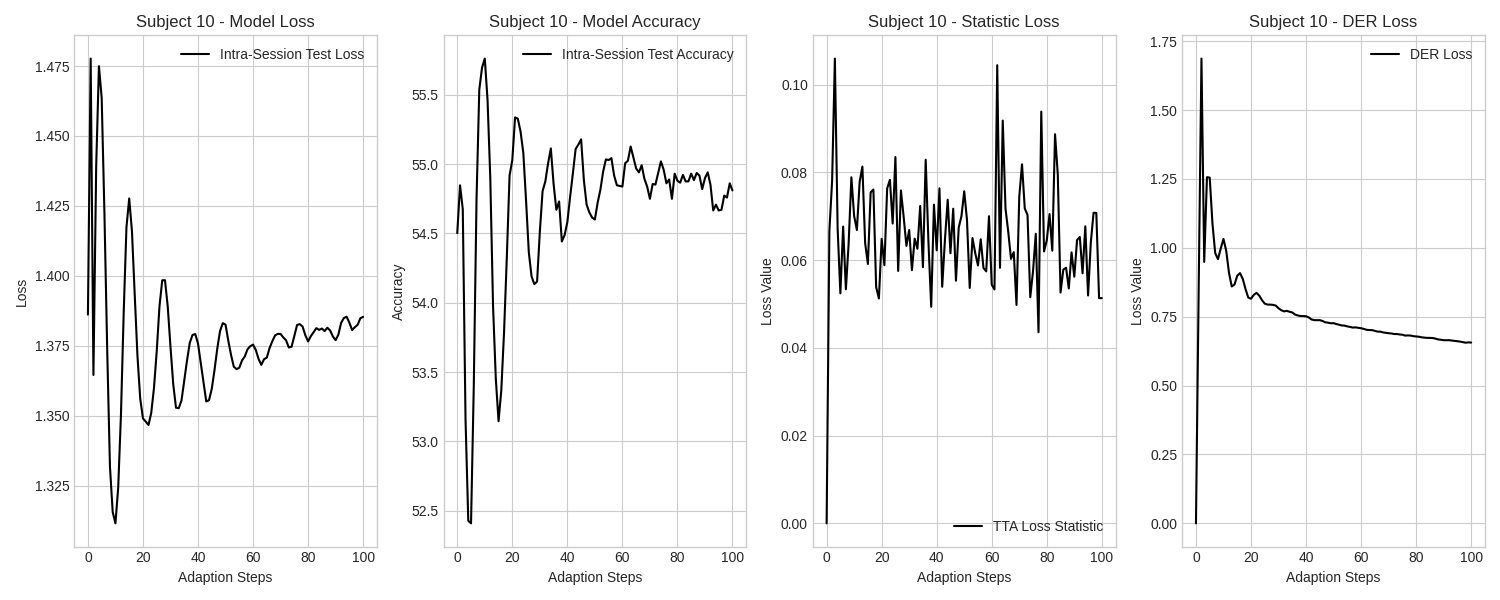 Subject 10 - Model Loss
Intra-Session Test Loss
1.475
1.450
1.425
1.400
1.375
1.350
1.325
Loss
0 20 40 60 80 100
Adaption Steps
Subject 10 - Model Accuracy
Intra-Session Test Accuracy
55.5
55.0
54.5
54.0
53.5
53.0
52.5
Accuracy
0 20 40 60 80 100
Adaption Steps
Subject 10 - Statistic Loss
0.10
0.08
0.06
0.04
0.02
0.00
Loss Value
TTA Loss Statistic
0 20 40 60 80 100
Adaption Steps
Subject 10 - DER Loss
DER Loss
1.75
1.50
1.25
1.00
0.75
0.50
0.25
0.00
Loss Value
0 20 40 60 80 100
Adaption Steps